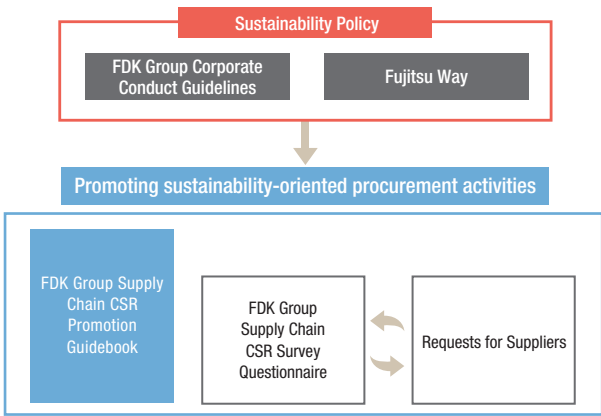 Sustainability Policy
FDK Group Corporate
Conduct Guidelines
Fujitsu Way
Promoting sustainability-oriented procurement activities
FDK Group Supply
Chain CSR
Promotion
Guidebook
FDK Group
Supply Chain
CSR Survey
Questionnaire
Requests for Suppliers